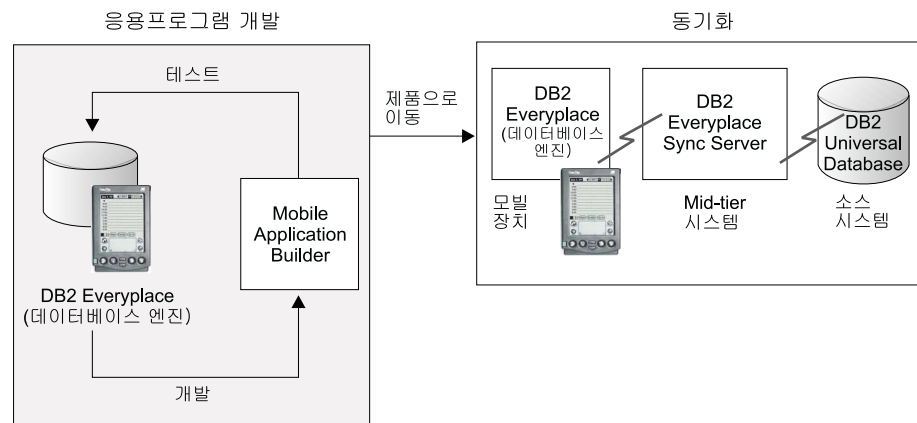 응용프로그램 개발
테스트
Mobile
Application
Builder
DB2 Everyplace
(데이터베이스 엔진)
개발
제품으로
이동
동기화
DB2
Everyplace
(데이터베이스
엔진)
모빌
장치
DB2
Everyplace
Sync Server
Mid-tier
시스템
DB2
Universal
Database
소스
시스템